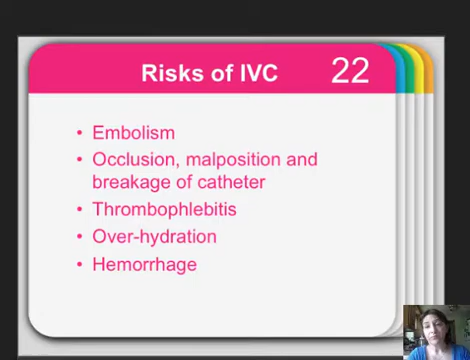 Risks of IVC 22
• Embolism
• Occlusion, malposition and
breakage of catheter
• Thrombophlebitis
• Over-hydration
• Hemorrhage